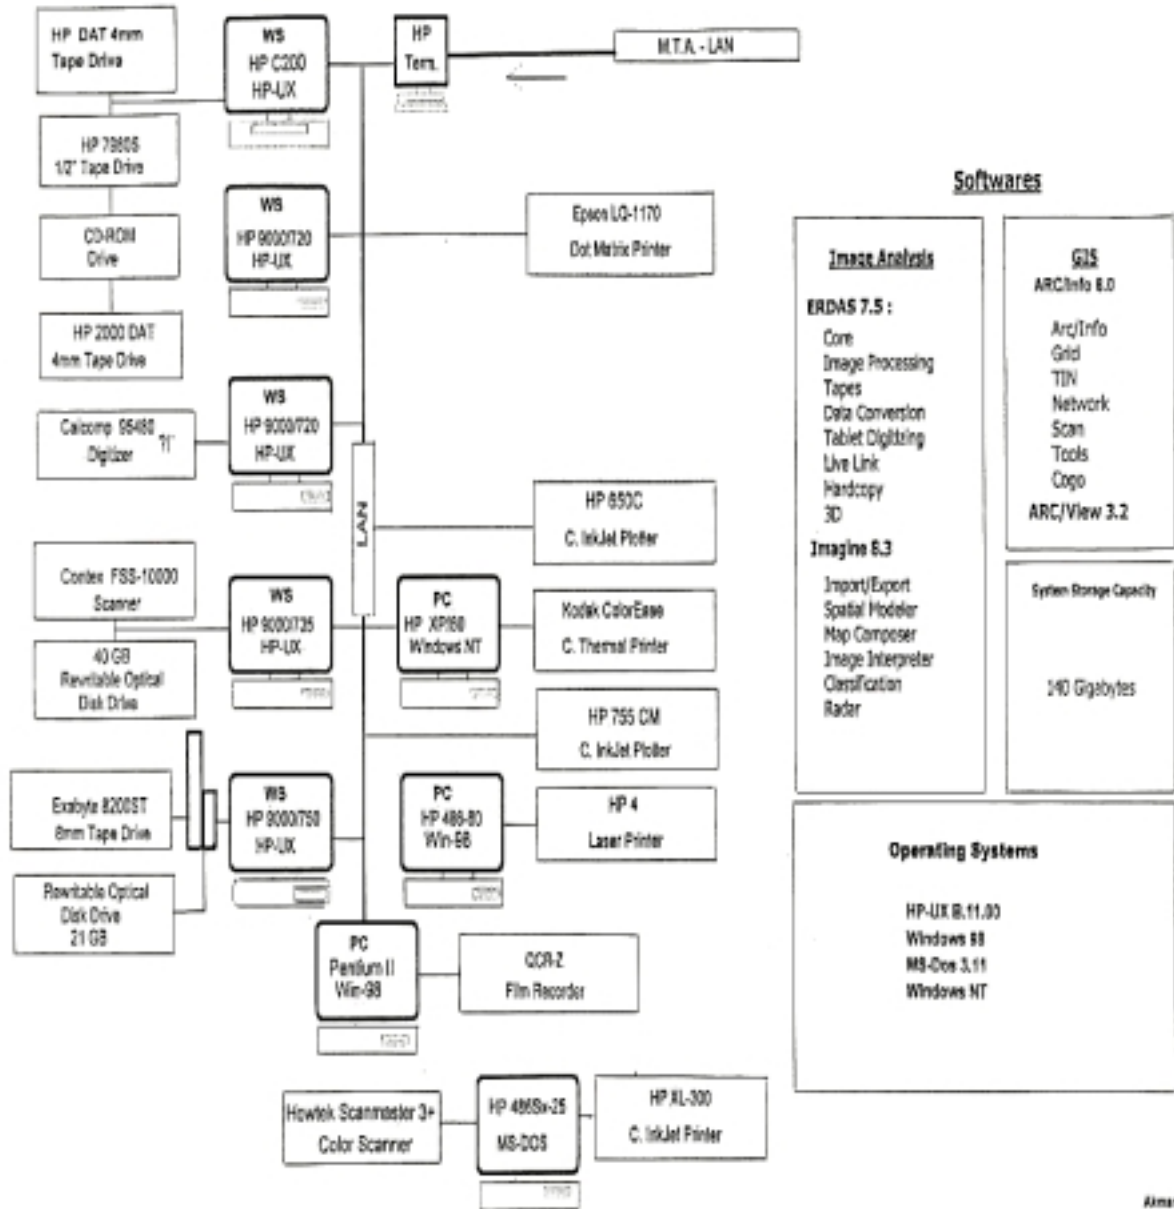 HP DAT 4mm
Tape Drive
WS
HP C200
HP-UX
HP
Term.
M.T.A. - LAN
HP 7980S
1/2" Tape Drive
CD-ROM
Drive
HP 2000 DAT
4mm Tape Drive
WS
HP 9000/720
HP-UX
Epson LQ-1170
Dot Matrix Printer
Calcomp 95480
Digitizer
WS
HP 9000/720
HP-UX
LAN
HP 650C
C. InkJet Plotter
Contex FSS-10000
Scanner
40 GB
Rewritable Optical
Disk Drive
WS
HP 9000/735
HP-UX
PC
HP XP/60
Windows NT
Kodak ColorEase
C. Thermal Printer
HP 755 CM
C. InkJet Plotter
Exabyte 8200ST
8mm Tape Drive
Rewritable Optical
Disk Drive
21 GB
WS
HP 9000/750
HP-UX
PC
HP 486-60
Win-98
HP 4
Laser Printer
PC
Pentium II
Win-98
QCR-Z
Film Recorder
Howtek Scanmaster 3+
Color Scanner
HP 486Sx-25
MS-DOS
HP XL-300
C. InkJet Printer
Softwares
Image Analysis
ERDAS 7.5 :
Core
Image Processing
Tapes
Data Conversion
Tablet Digitizing
Live Link
Hardcopy
3D
Imagine 8.3
Import/Export
Spatial Modeler
Map Composer
Image Interpreter
Classification
Radar
GIS
ARC/Info 8.0
Arc/Info
Grid
TIN
Network
Scan
Tools
Cogo
ARC/View 3.2
System Storage Capacity
140 Gigabytes
Operating Systems
HP-UX B.11.00
Windows 98
MS-Dos 3.11
Windows NT